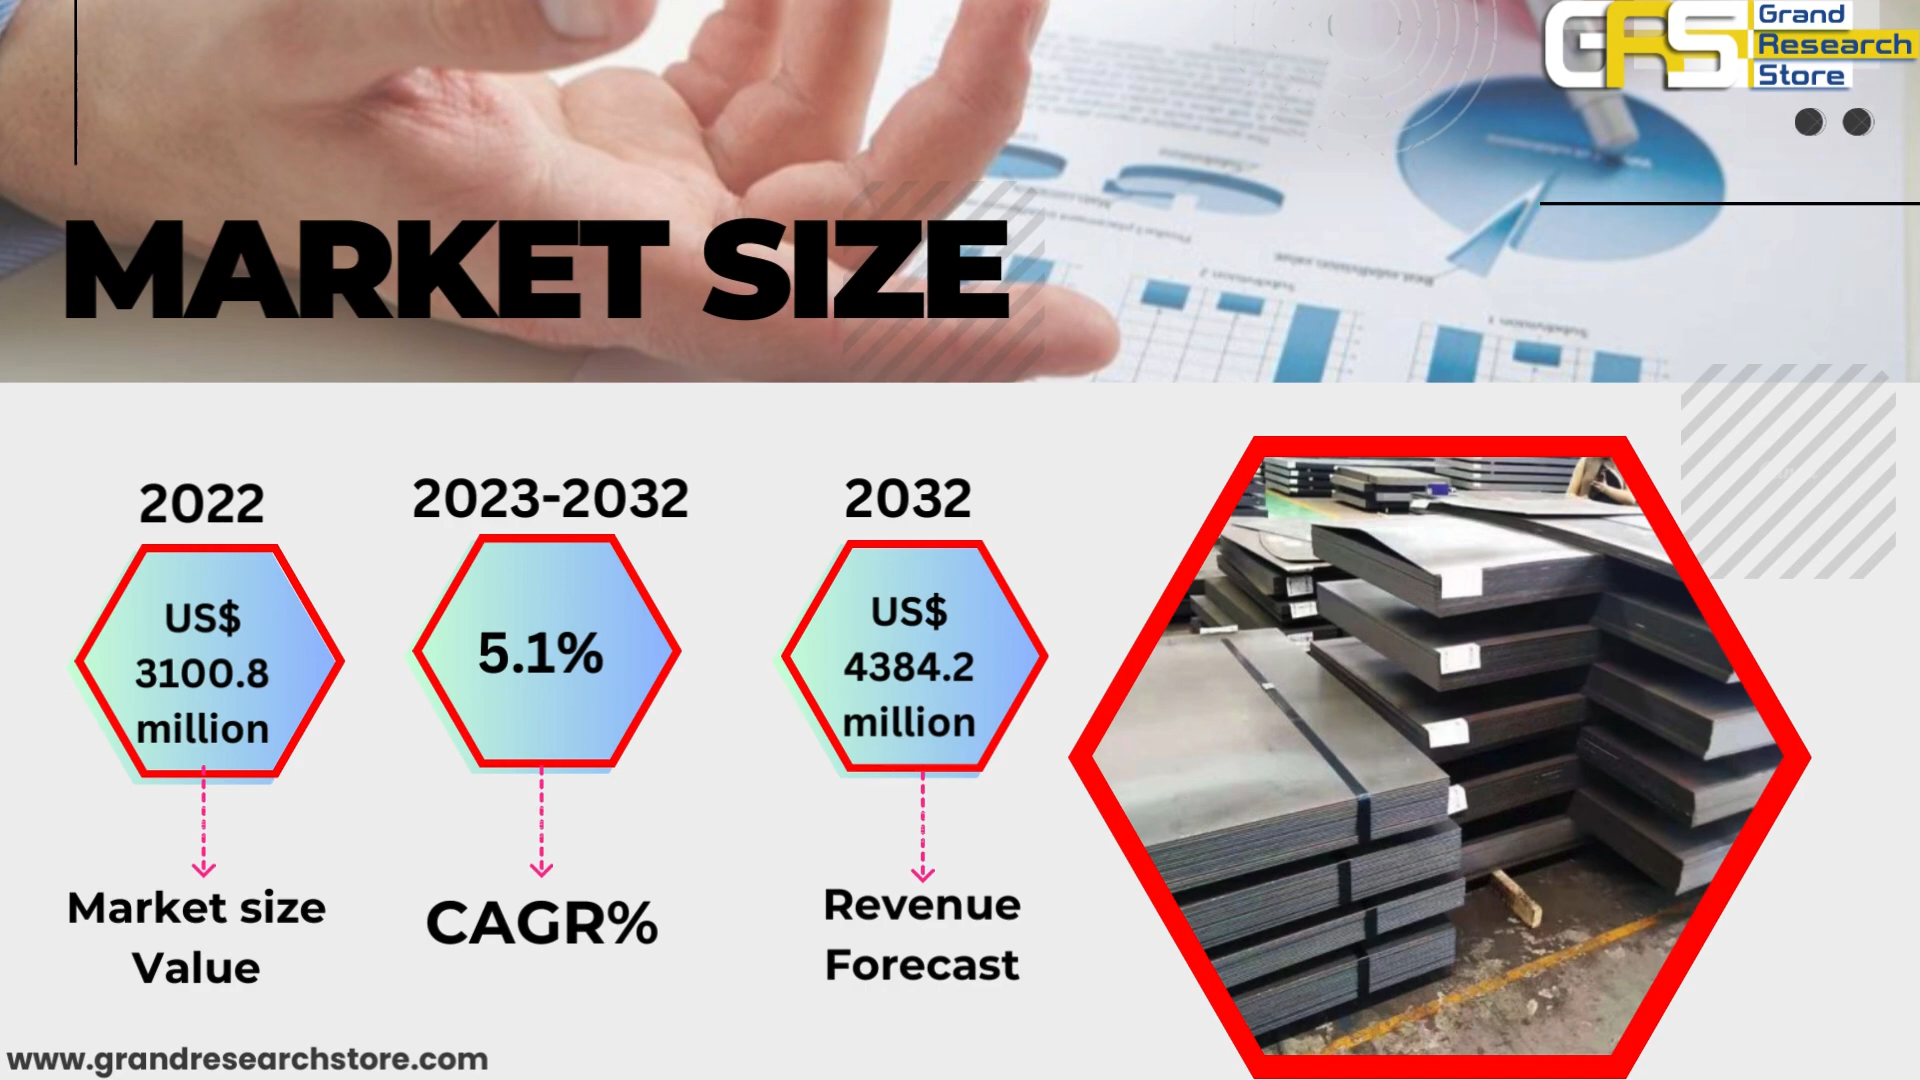 GRS
Grand
Research
Store
MARKET SIZE
2022
2023-2032
2032
US$
3100.8
million
5.1%
US$
4384.2
million
Market size
Value
CAGR%
Revenue
Forecast
www.grandresearchstore.com